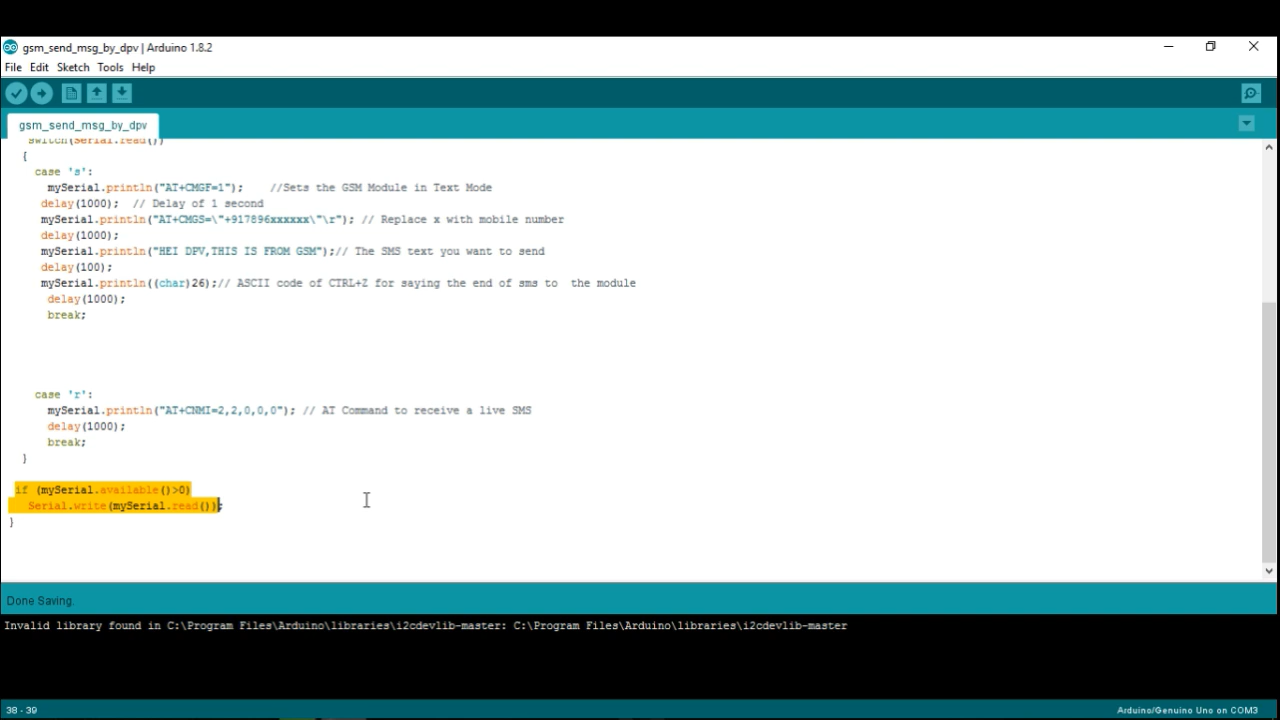 gsm_send_msg_by_dpv | Arduino 1.8.2
File Edit Sketch Tools Help
gsm_send_msg_by_dpv
switch(Serial.read())
{
case 's':
mySerial.println("AT+CMGF=1"); //Sets the GSM Module in Text Mode
delay(1000); // Delay of 1 second
mySerial.println("AT+CMGS=\"+917896xxxxxx\"\r"); // Replace x with mobile number
delay(1000);
mySerial.println("HEI DPV,THIS IS FROM GSM");// The SMS text you want to send
delay(100);
mySerial.println((char)26);// ASCII code of CTRL+Z for saying the end of sms to  the module
delay(1000);
break;
case 'r':
mySerial.println("AT+CNMI=2,2,0,0,0"); // AT Command to receive a live SMS
delay(1000);
break;
}
if (mySerial.available()>0)
Serial.write(mySerial.read());
}
Done Saving.
Invalid library found in C:\Program Files\Arduino\libraries\i2cdevlib-master: C:\Program Files\Arduino\libraries\i2cdevlib-master
38 - 39 Arduino/Genuino Uno on COM3